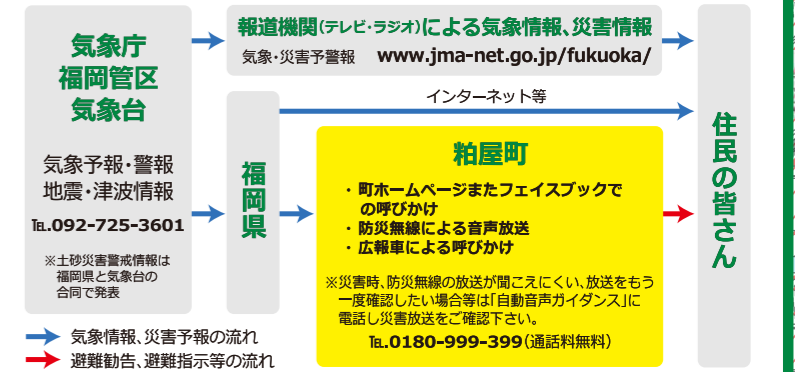 気象庁
福岡管区
気象台
気象予報・警報
地震・津波情報
℡.092-725-3601
※土砂災害警戒情報は
福岡県と気象台の
合同で発表
報道機関(テレビ・ラジオ)による気象情報、災害情報
気象・災害予警報 www.jma-net.go.jp/fukuoka/
インターネット等
福岡県
粕屋町
・町ホームページまたフェイスブックで
の呼びかけ
・防災無線による音声放送
・広報車による呼びかけ
※災害時、防災無線の放送が聞こえにくい、放送をもう
一度確認したい場合等は「自動音声ガイダンス」に
電話し災害放送をご確認下さい。
℡.0180-999-399(通話料無料)
住民の皆さん
気象情報、災害予報の流れ
避難勧告、避難指示等の流れ